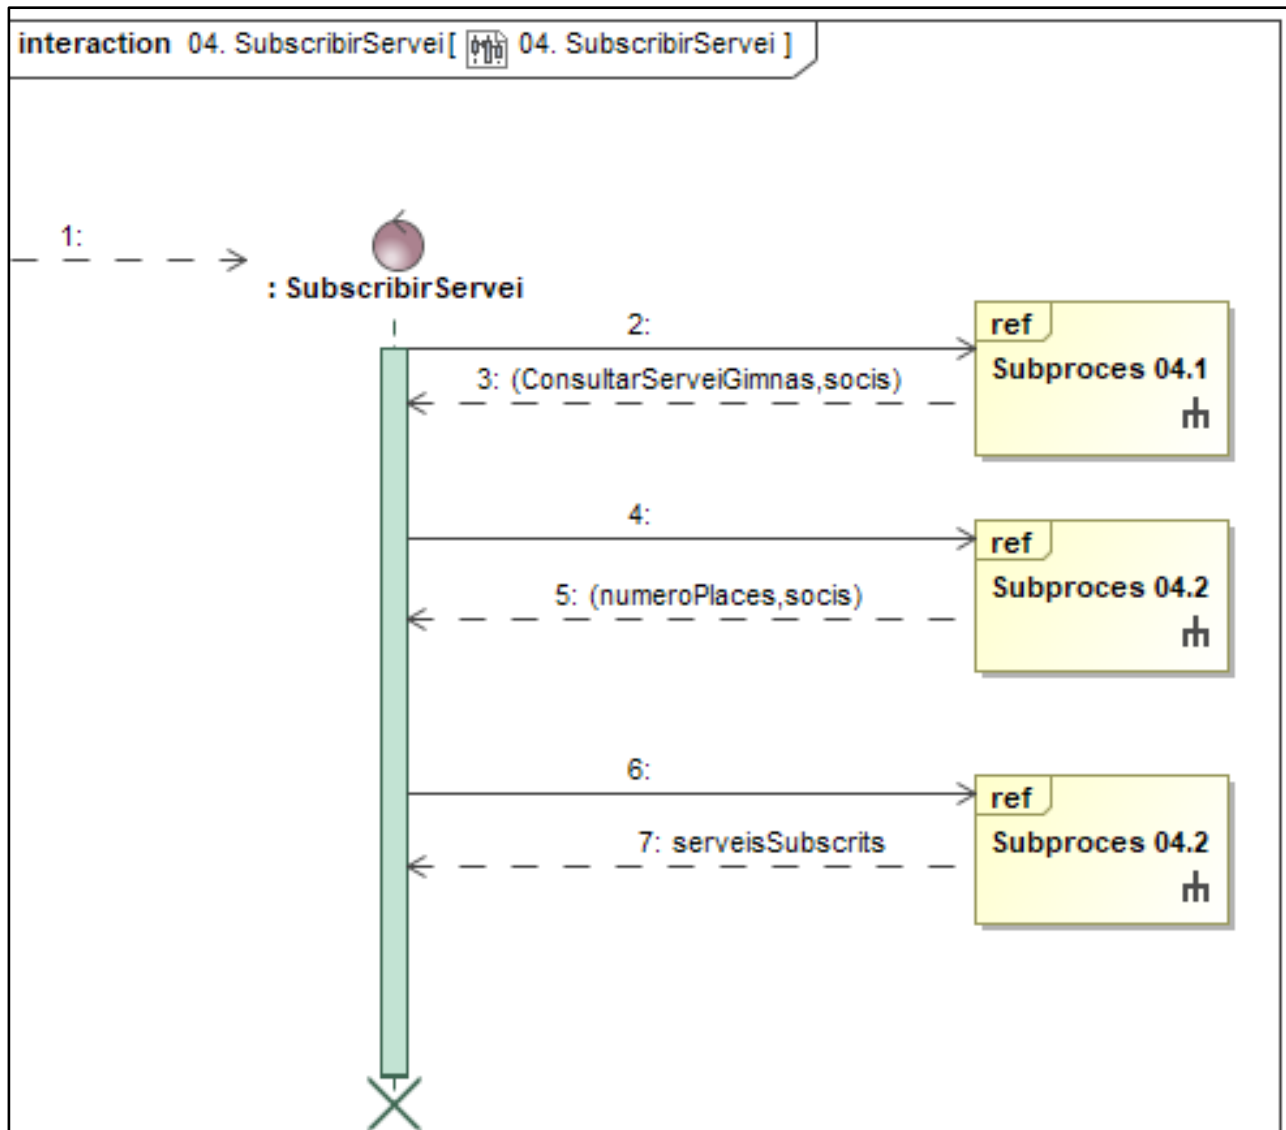 interaction 04. SubscribirServei[ 04. SubscribirServei ]
1:
: SubscribirServei
2:
ref
Subproces 04.1
3: (ConsultarServeiGimnas,socis)
4:
ref
Subproces 04.2
5: (numeroPlaces,socis)
6:
ref
Subproces 04.2
7: serveisSubscrits